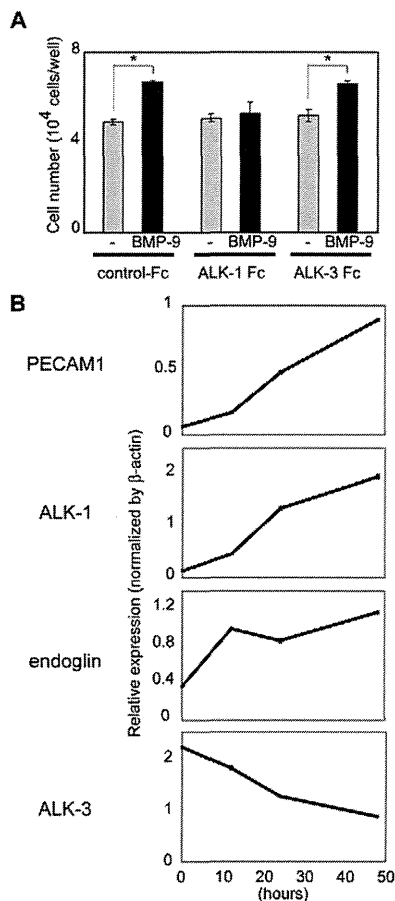 A
Cell number (10⁴ cells/well)
8
4
0
* *
- BMP-9 - BMP-9 - BMP-9
control-Fc ALK-1 Fc ALK-3 Fc
B
Relative expression (normalized by β-actin)
PECAM1
1
0.5
0
ALK-1
2
1
0
endoglin
1.2
0.8
0.4
0
ALK-3
2
1
0
0 10 20 30 40 50
(hours)